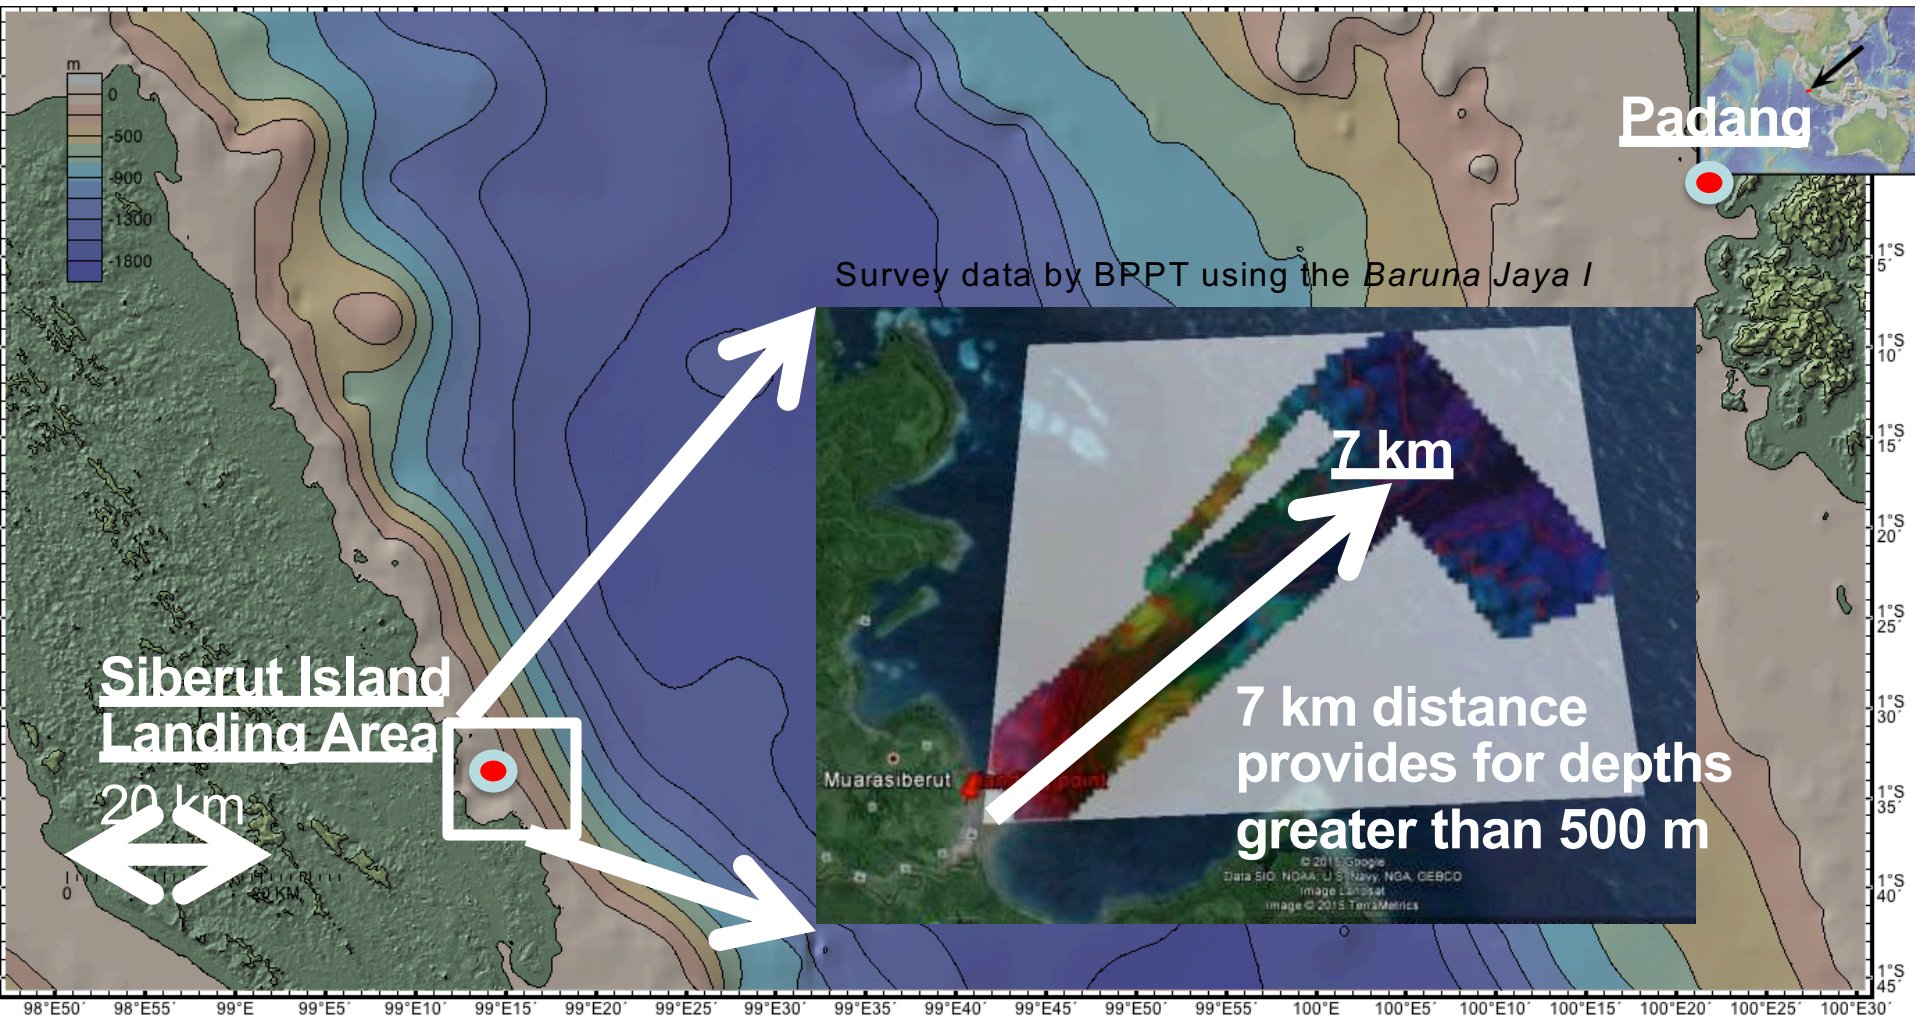 m
0
-500
-900
-1300
-1800
Padang
Survey data by BPPT using the Baruna Jaya I
7 km
Siberut Island
Landing Area
20 km
0
20 KM
Muarasiberut
7 km distance
provides for depths
greater than 500 m
© 2015 Google
Data SIO, NOAA, U.S. Navy, NGA, GEBCO
Image Landsat
Image © 2015 TerraMetrics
1°S
5´
1°S
10´
1°S
15´
1°S
20´
1°S
25´
1°S
30´
1°S
35´
1°S
40´
1°S
45´
98°E50´ 98°E55´ 99°E 99°E5´ 99°E10´ 99°E15´ 99°E20´ 99°E25´ 99°E30´ 99°E35´ 99°E40´ 99°E45´ 99°E50´ 99°E55´ 100°E 100°E5´ 100°E10´ 100°E15´ 100°E20´ 100°E25´ 100°E30´